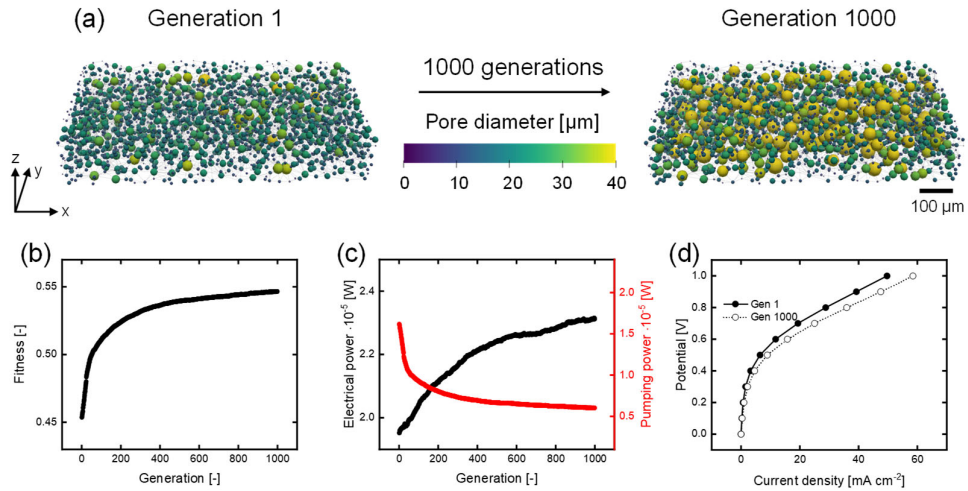 (a)
Generation 1
Generation 1000
1000 generations
Pore diameter [µm]
0 10 20 30 40
z
y
x
100 µm
(b)
Fitness [-]
0.55
0.50
0.45
0 200 400 600 800 1000
Generation [-]
(c)
Electrical power ·10⁻⁵ [W]
2.4
2.2
2.0
Pumping power ·10⁻⁵ [W]
2.0
1.5
1.0
0.5
0 200 400 600 800 1000
Generation [-]
(d)
Potential [V]
1.0
0.8
0.6
0.4
0.2
0.0
Gen 1
Gen 1000
0 20 40 60
Current density [mA cm⁻²]